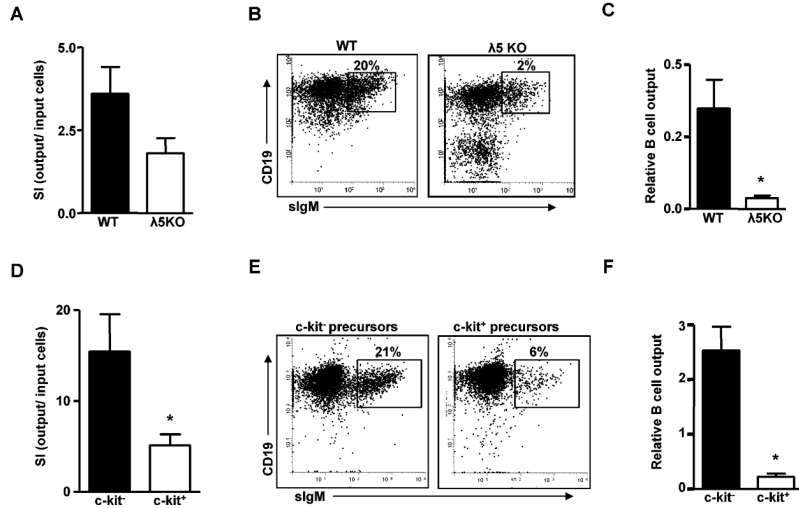 A
SI (output/ input cells)
5.0
2.5
0.0
WT
λ5KO
B
WT
λ5 KO
20%
2%
CD19
sIgM
C
Relative B cell output
0.5
0.2
0.0
*
WT
λ5KO
D
SI (output/ input cells)
20
10
0
*
c-kit⁻
c-kit⁺
E
c-kit⁻ precursors
c-kit⁺ precursors
21%
6%
CD19
sIgM
F
Relative B cell output
3
2
1
0
*
c-kit⁻
c-kit⁺